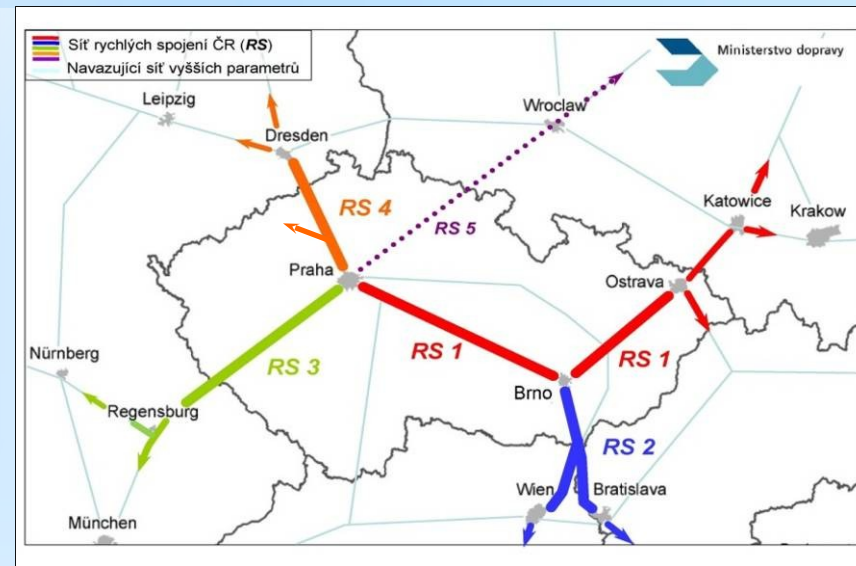 Síť rychlých spojení ČR (RS)
Navazující síť vyšších parametrů
Ministerstvo dopravy
Leipzig
Wroclaw
Dresden
RS 4
Katowice
Krakow
RS 5
Praha
Ostrava
RS 1
RS 1
Nürnberg
RS 3
Brno
Regensburg
RS 2
Wien
Bratislava
München